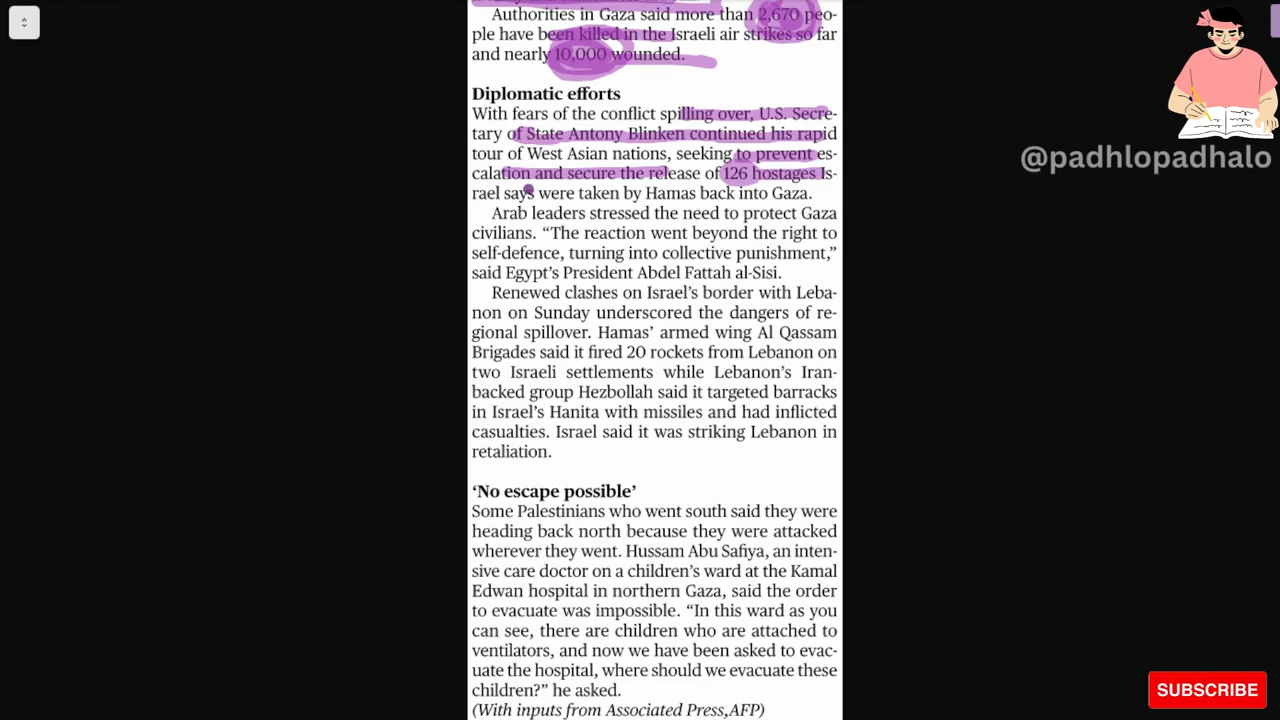 Authorities in Gaza said more than 2,670 peo-
ple have been killed in the Israeli air strikes so far
and nearly 10,000 wounded.
Diplomatic efforts
With fears of the conflict spilling over, U.S. Secre-
tary of State Antony Blinken continued his rapid
tour of West Asian nations, seeking to prevent es-
calation and secure the release of 126 hostages Is-
rael says were taken by Hamas back into Gaza.
Arab leaders stressed the need to protect Gaza
civilians. “The reaction went beyond the right to
self-defence, turning into collective punishment,”
said Egypt’s President Abdel Fattah al-Sisi.
Renewed clashes on Israel’s border with Leba-
non on Sunday underscored the dangers of re-
gional spillover. Hamas’ armed wing Al Qassam
Brigades said it fired 20 rockets from Lebanon on
two Israeli settlements while Lebanon’s Iran-
backed group Hezbollah said it targeted barracks
in Israel’s Hanita with missiles and had inflicted
casualties. Israel said it was striking Lebanon in
retaliation.
‘No escape possible’
Some Palestinians who went south said they were
heading back north because they were attacked
wherever they went. Hussam Abu Safiya, an inten-
sive care doctor on a children’s ward at the Kamal
Edwan hospital in northern Gaza, said the order
to evacuate was impossible. “In this ward as you
can see, there are children who are attached to
ventilators, and now we have been asked to evac-
uate the hospital, where should we evacuate these
children?” he asked.
(With inputs from Associated Press,AFP)
@padhlopadhalo
SUBSCRIBE